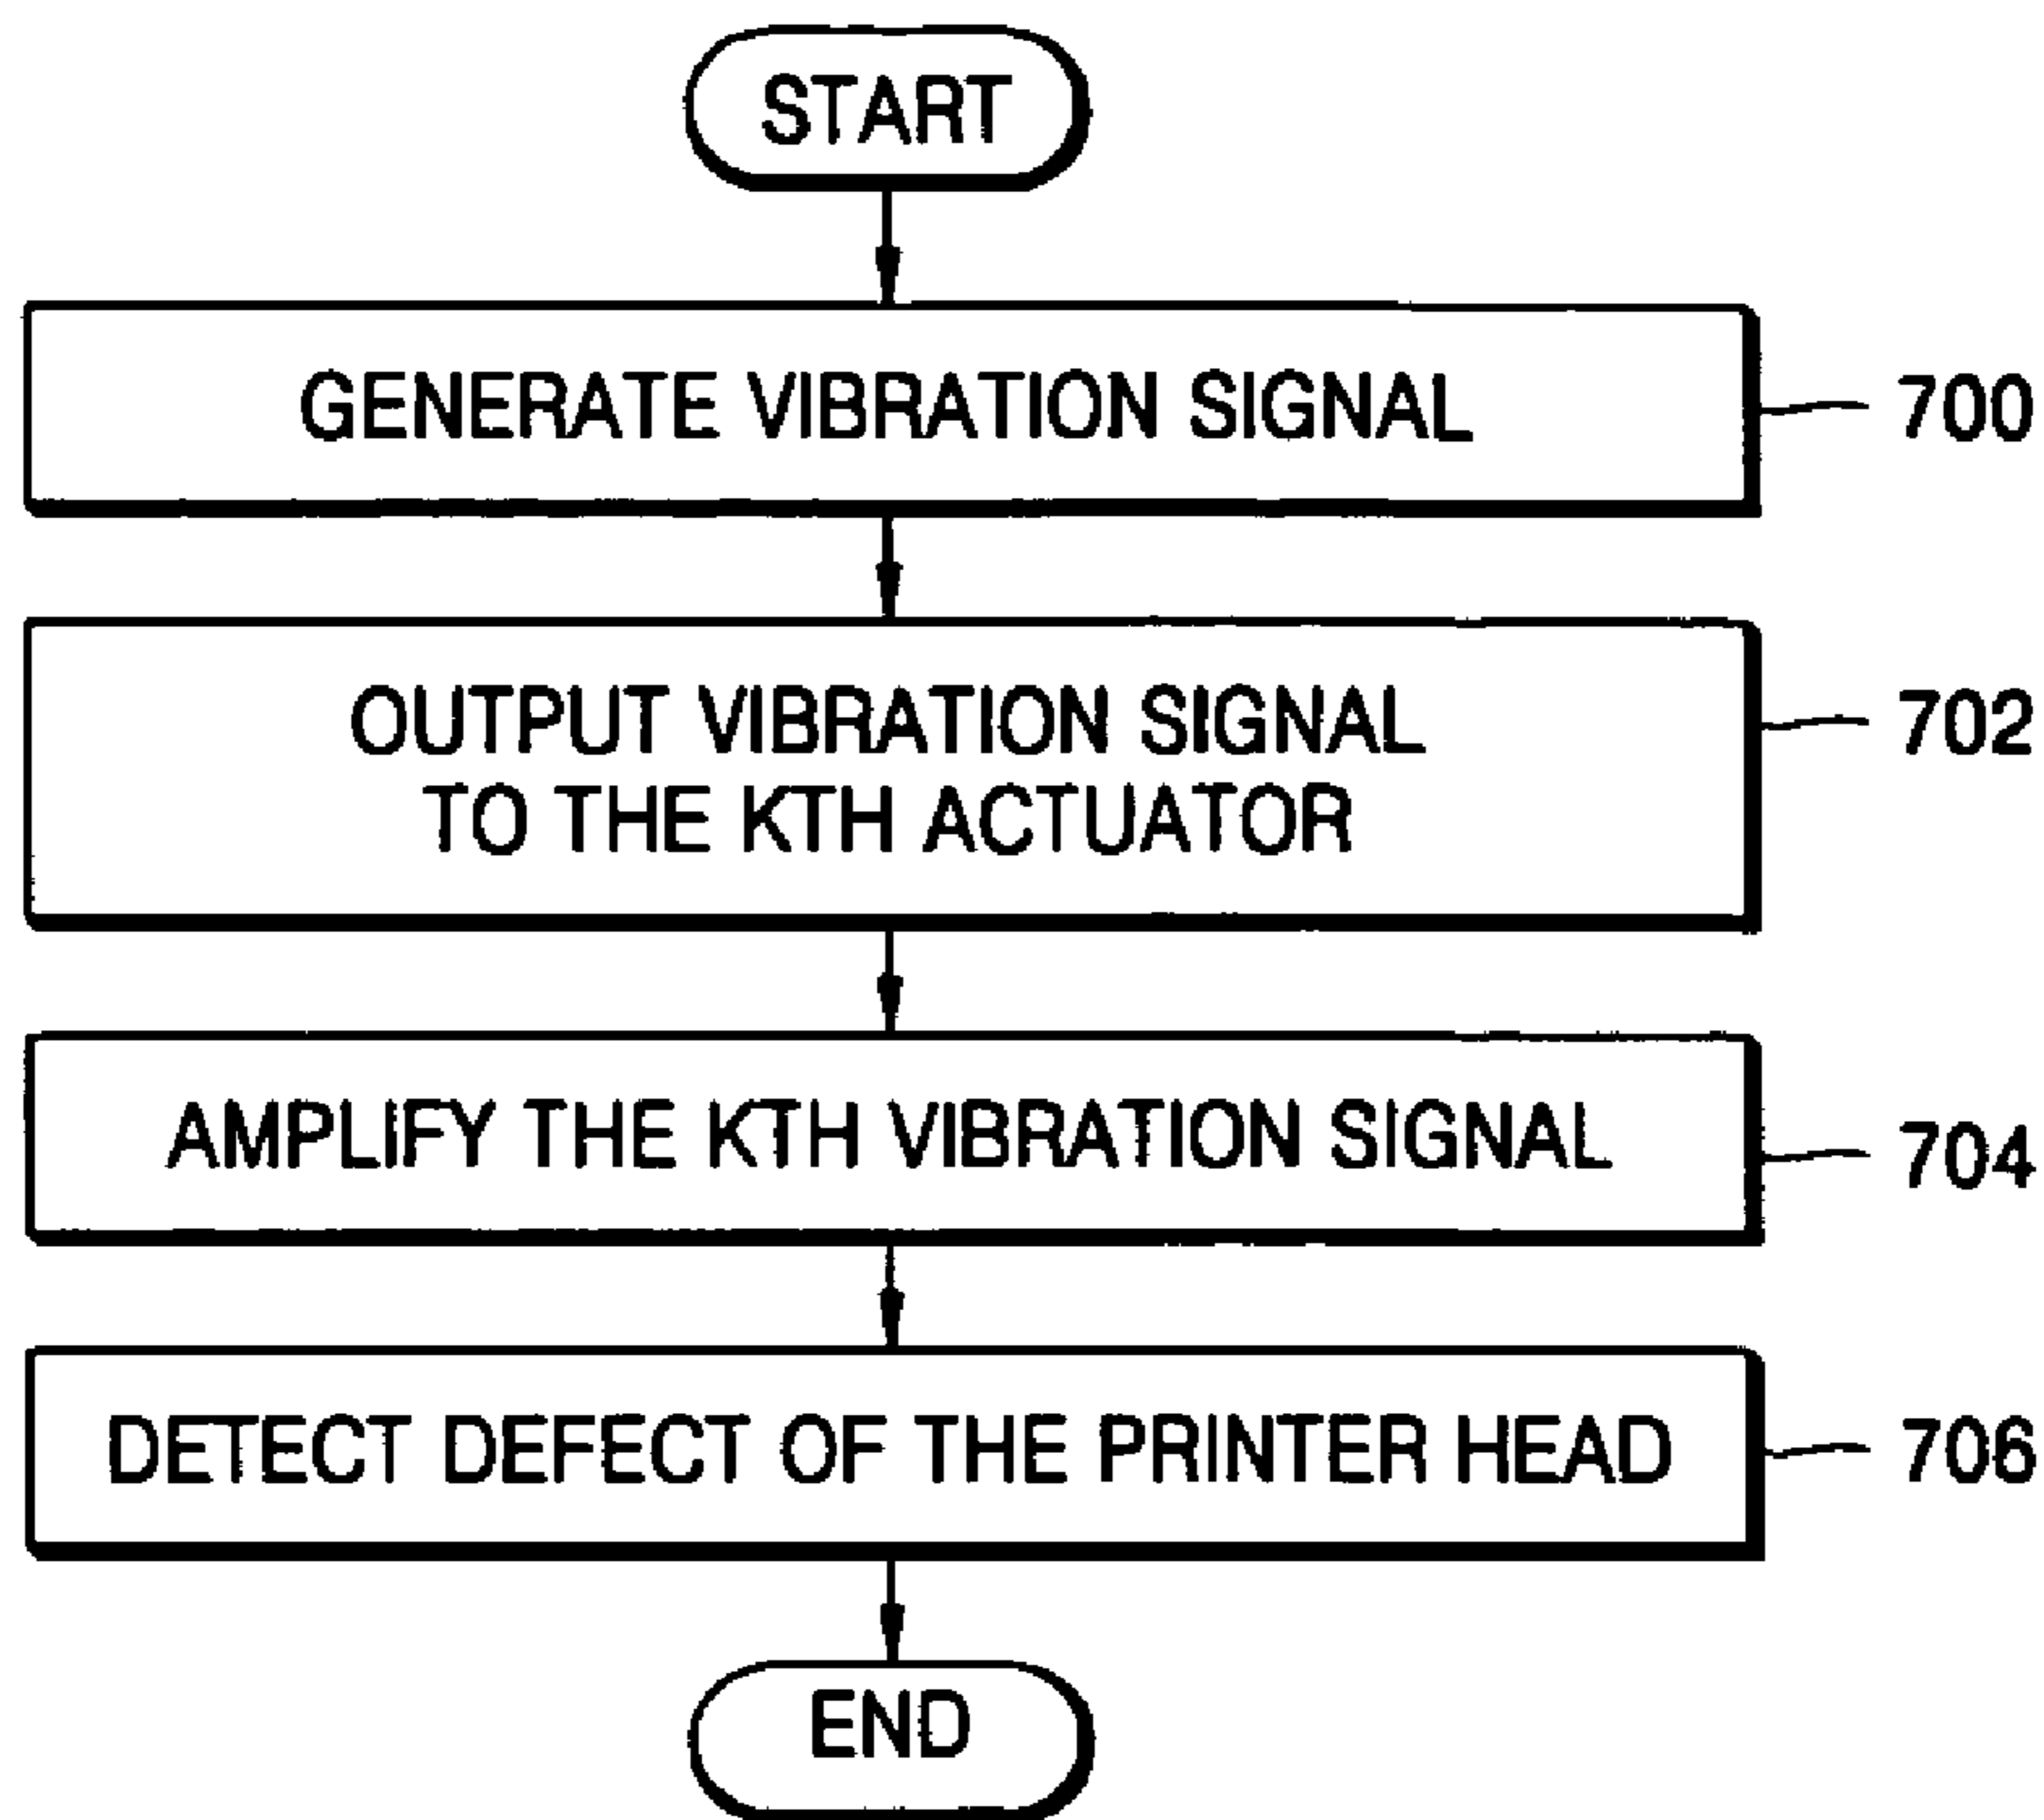 START
GENERATE VIBRATION SIGNAL
700
OUTPUT VIBRATION SIGNAL
TO THE KTH ACTUATOR
702
AMPLIFY THE KTH VIBRATION SIGNAL
704
DETECT DEFECT OF THE PRINTER HEAD
706
END